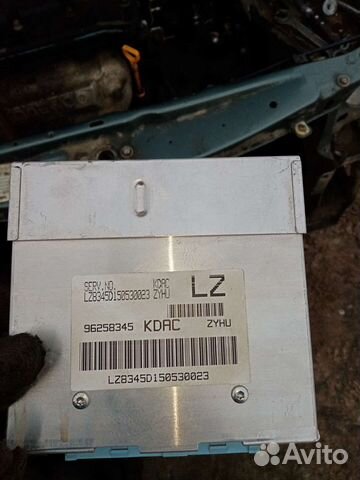 SERV.NO. KDAC LZ
LZ8345D150530023 ZYHU
96258345 KDAC ZYHU
LZ8345D150530023
Avito